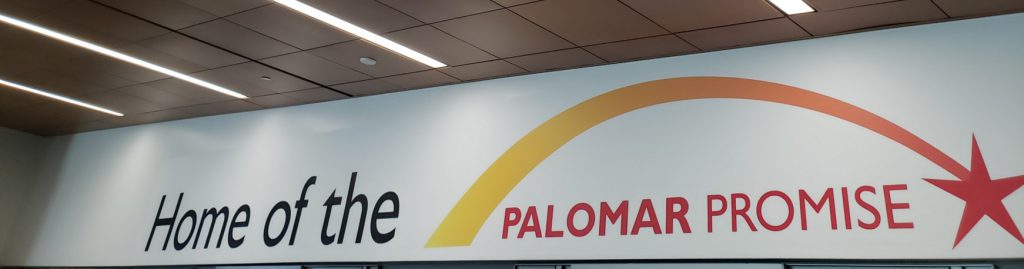 Home of the PALOMAR PROMISE